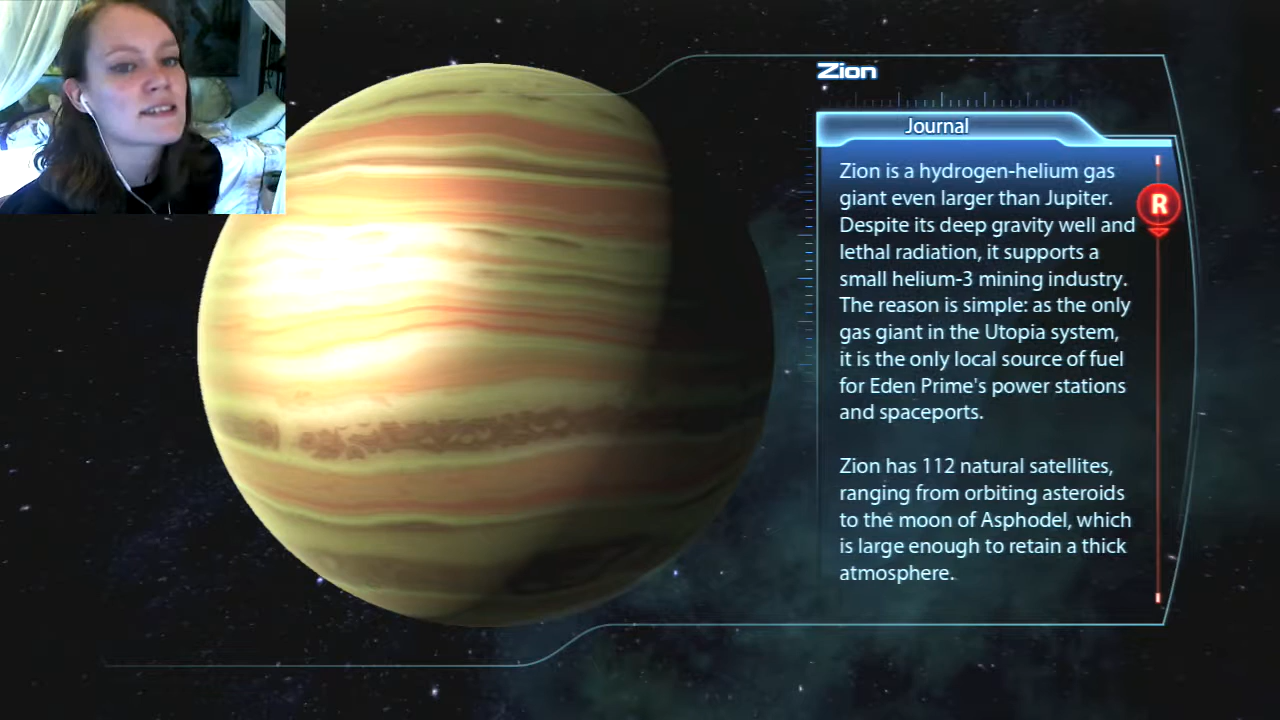 Zion
Journal
Zion is a hydrogen-helium gas
giant even larger than Jupiter.
Despite its deep gravity well and
lethal radiation, it supports a
small helium-3 mining industry.
The reason is simple: as the only
gas giant in the Utopia system,
it is the only local source of fuel
for Eden Prime's power stations
and spaceports.
Zion has 112 natural satellites,
ranging from orbiting asteroids
to the moon of Asphodel, which
is large enough to retain a thick
atmosphere.
R